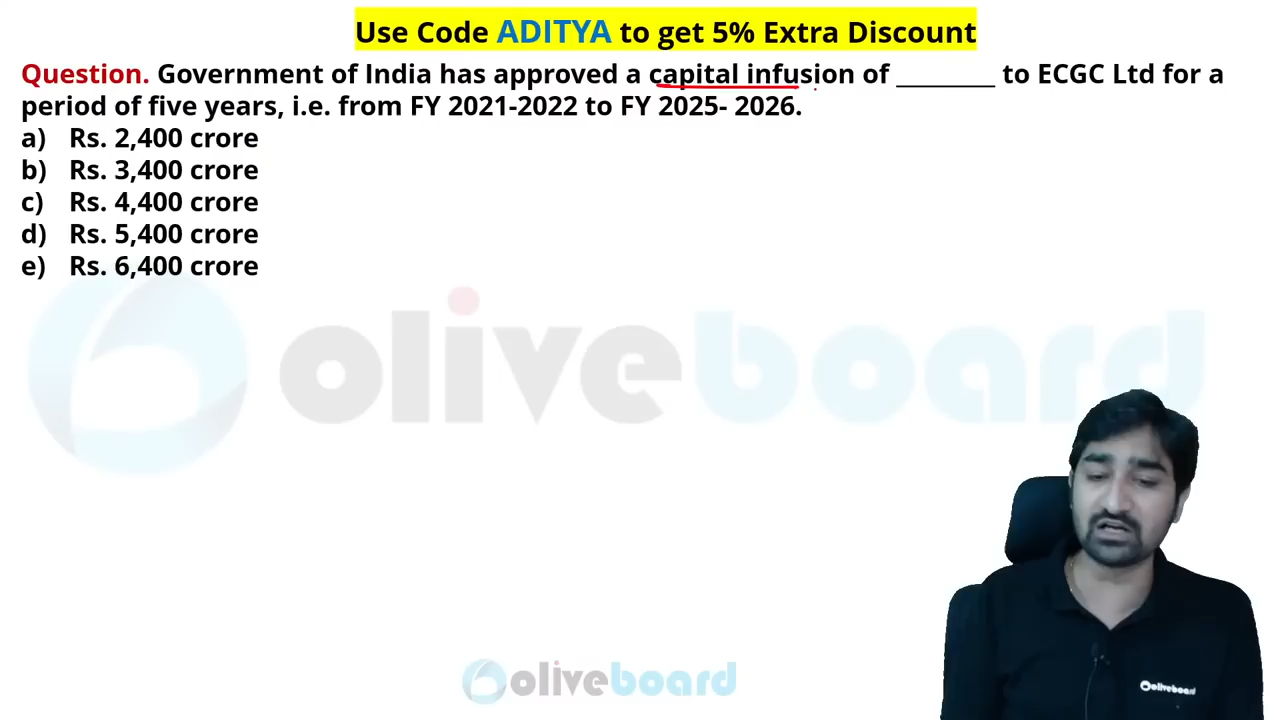 Use Code ADITYA to get 5% Extra Discount
Question. Government of India has approved a capital infusion of ________ to ECGC Ltd for a
period of five years, i.e. from FY 2021-2022 to FY 2025- 2026.
a) Rs. 2,400 crore
b) Rs. 3,400 crore
c) Rs. 4,400 crore
d) Rs. 5,400 crore
e) Rs. 6,400 crore
oliveboard
oliveboard
oliveboard